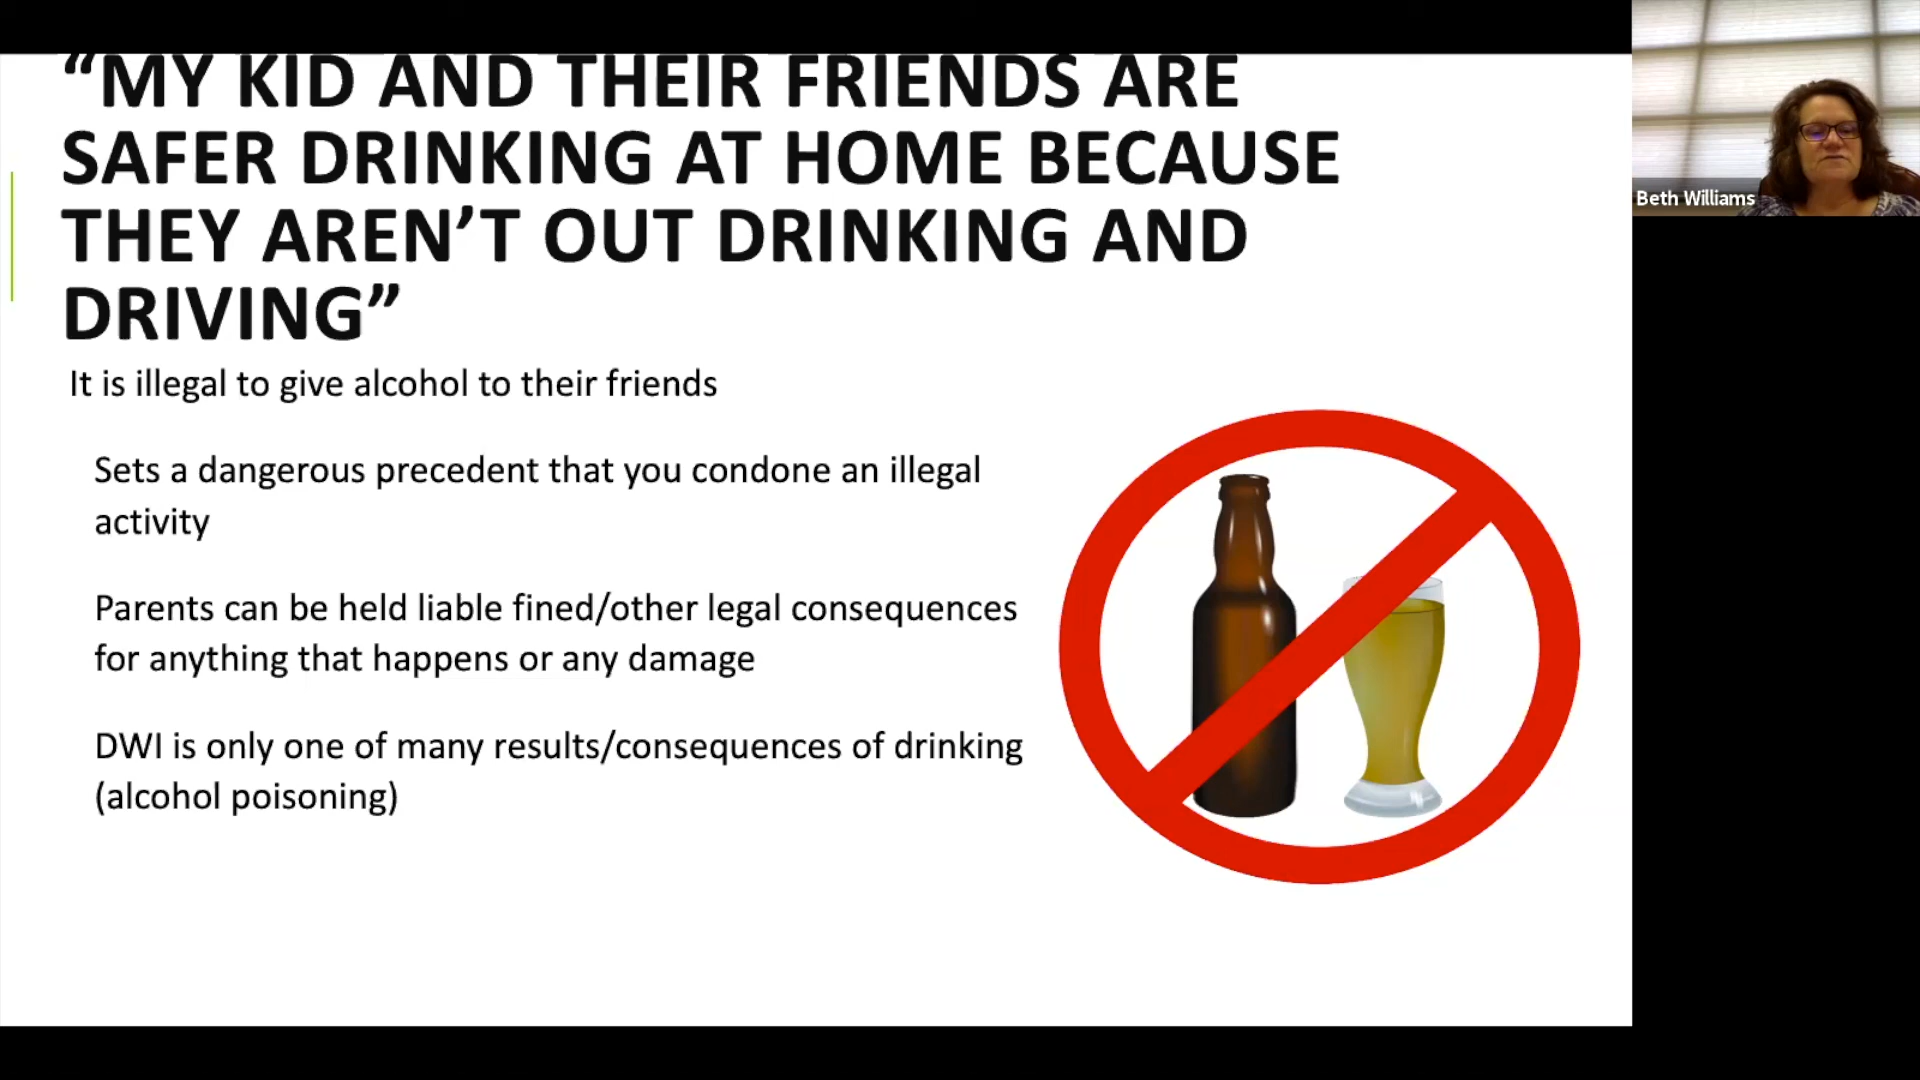 “MY KID AND THEIR FRIENDS ARE
SAFER DRINKING AT HOME BECAUSE
THEY AREN’T OUT DRINKING AND
DRIVING”
It is illegal to give alcohol to their friends
Sets a dangerous precedent that you condone an illegal
activity
Parents can be held liable fined/other legal consequences
for anything that happens or any damage
DWI is only one of many results/consequences of drinking
(alcohol poisoning)
Beth Williams